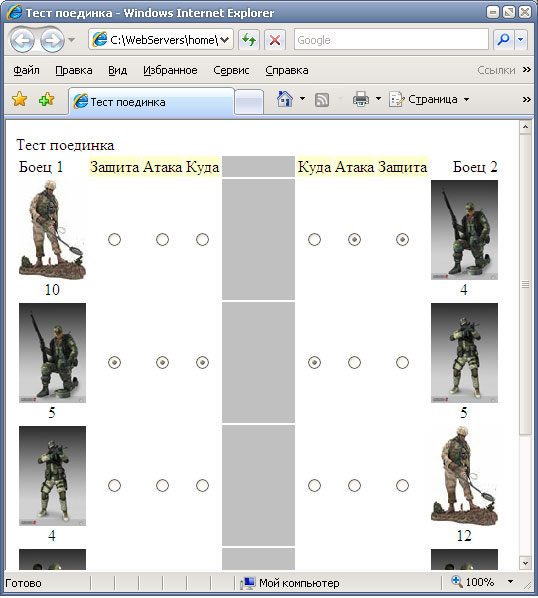 Тест поединка - Windows Internet Explorer
C:\WebServers\home\
Google
Файл Правка Вид Избранное Сервис Справка Ссылки »
Тест поединка
Страница »
Тест поединка
Боец 1 Защита Атака Куда Куда Атака Защита Боец 2
10 4
5 5
4 12
Готово Мой компьютер 100%